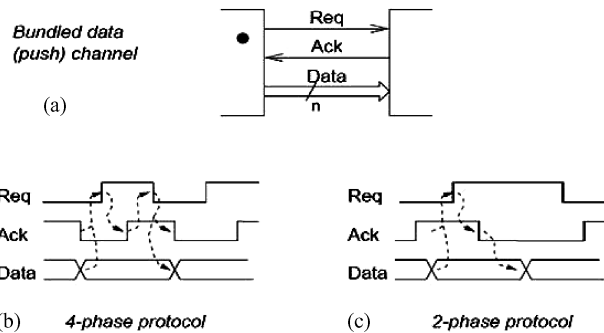 Bundled data
(push) channel
(a)
Req
Ack
Data
n
Req
Ack
Data
(b) 4-phase protocol
Req
Ack
Data
(c) 2-phase protocol